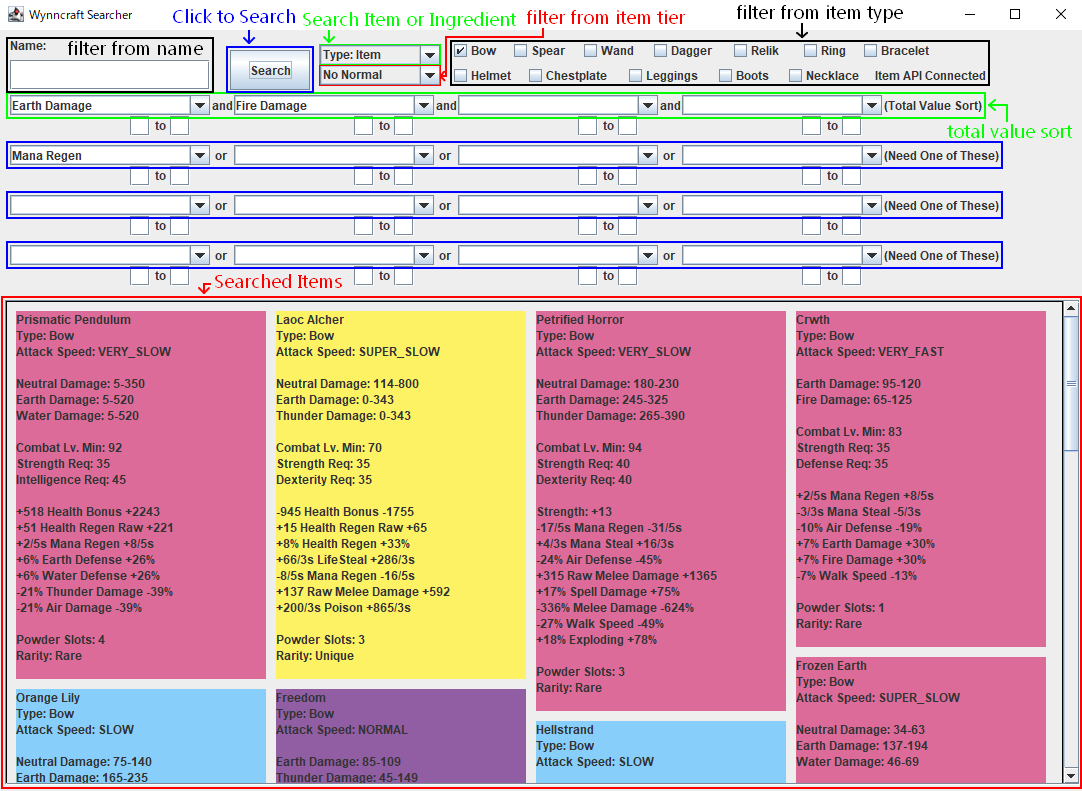 Wynncraft Searcher
Click to Search
Search Item or Ingredient
filter from item tier
filter from item type
Name:
filter from name
Search
Type: Item
No Normal
Bow Spear Wand Dagger Relik Ring Bracelet
Helmet Chestplate Leggings Boots Necklace Item API Connected
Earth Damage and Fire Damage and and (Total Value Sort)
to to to to
total value sort
Mana Regen or or or (Need One of These)
to to to to
or or or (Need One of These)
to to to to
or or or (Need One of These)
to to to to
Searched Items
Prismatic Pendulum
Type: Bow
Attack Speed: VERY_SLOW
Neutral Damage: 5-350
Earth Damage: 5-520
Water Damage: 5-520
Combat Lv. Min: 92
Strength Req: 35
Intelligence Req: 45
+518 Health Bonus +2243
+51 Health Regen Raw +221
+2/5s Mana Regen +8/5s
+6% Earth Defense +26%
+6% Water Defense +26%
-21% Thunder Damage -39%
-21% Air Damage -39%
Powder Slots: 4
Rarity: Rare
Laoc Alcher
Type: Bow
Attack Speed: SUPER_SLOW
Neutral Damage: 114-800
Earth Damage: 0-343
Thunder Damage: 0-343
Combat Lv. Min: 70
Strength Req: 35
Dexterity Req: 35
-945 Health Bonus -1755
+15 Health Regen Raw +65
+8% Health Regen +33%
+66/3s LifeSteal +286/3s
-8/5s Mana Regen -16/5s
+137 Raw Melee Damage +592
+200/3s Poison +865/3s
Powder Slots: 3
Rarity: Unique
Petrified Horror
Type: Bow
Attack Speed: VERY_SLOW
Neutral Damage: 180-230
Earth Damage: 245-325
Thunder Damage: 265-390
Combat Lv. Min: 94
Strength Req: 40
Dexterity Req: 40
Strength: +13
-17/5s Mana Regen -31/5s
+4/3s Mana Steal +16/3s
-24% Air Defense -45%
+315 Raw Melee Damage +1365
+17% Spell Damage +75%
-336% Melee Damage -624%
-27% Walk Speed -49%
+18% Exploding +78%
Powder Slots: 3
Rarity: Rare
Crwth
Type: Bow
Attack Speed: VERY_FAST
Earth Damage: 95-120
Fire Damage: 65-125
Combat Lv. Min: 83
Strength Req: 35
Defense Req: 35
+2/5s Mana Regen +8/5s
-3/3s Mana Steal -5/3s
-10% Air Defense -19%
+7% Earth Damage +30%
+7% Fire Damage +30%
-7% Walk Speed -13%
Powder Slots: 1
Rarity: Rare
Orange Lily
Type: Bow
Attack Speed: SLOW
Neutral Damage: 75-140
Earth Damage: 165-235
Freedom
Type: Bow
Attack Speed: NORMAL
Earth Damage: 85-109
Thunder Damage: 45-149
Hellstrand
Type: Bow
Attack Speed: SLOW
Frozen Earth
Type: Bow
Attack Speed: SUPER_SLOW
Neutral Damage: 34-63
Earth Damage: 137-194
Water Damage: 46-69